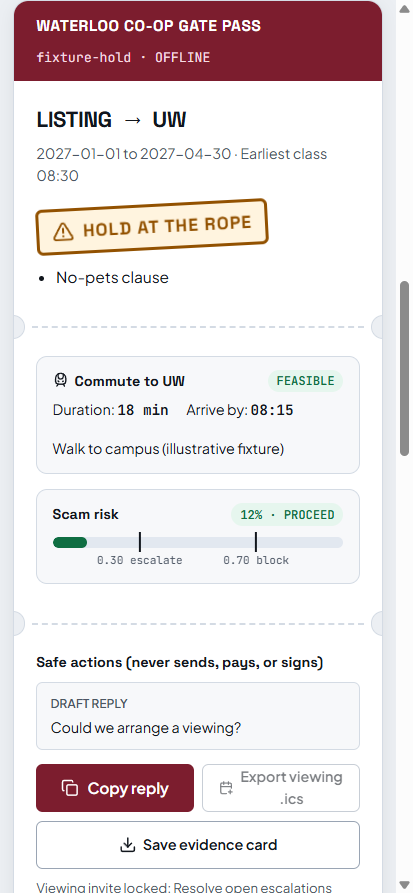 WATERLOO CO-OP GATE PASS
fixture-hold · OFFLINE
LISTING → UW
2027-01-01 to 2027-04-30 · Earliest class
08:30
HOLD AT THE ROPE
• No-pets clause
Commute to UW FEASIBLE
Duration: 18 min Arrive by: 08:15
Walk to campus (illustrative fixture)
Scam risk 12% · PROCEED
0.30 escalate 0.70 block
Safe actions (never sends, pays, or signs)
DRAFT REPLY
Could we arrange a viewing?
Copy reply
Export viewing
.ics
Save evidence card
Viewing invite locked: Resolve open escalations